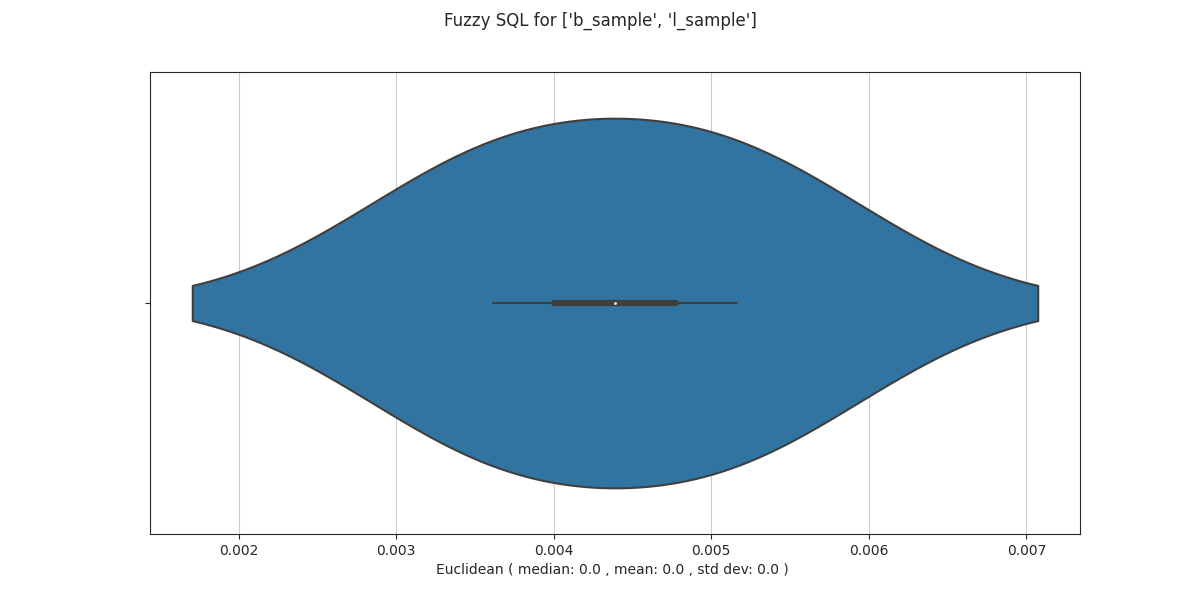 Fuzzy SQL for ['b_sample', 'l_sample']
0.002 0.003 0.004 0.005 0.006 0.007
Euclidean ( median: 0.0 , mean: 0.0 , std dev: 0.0 )